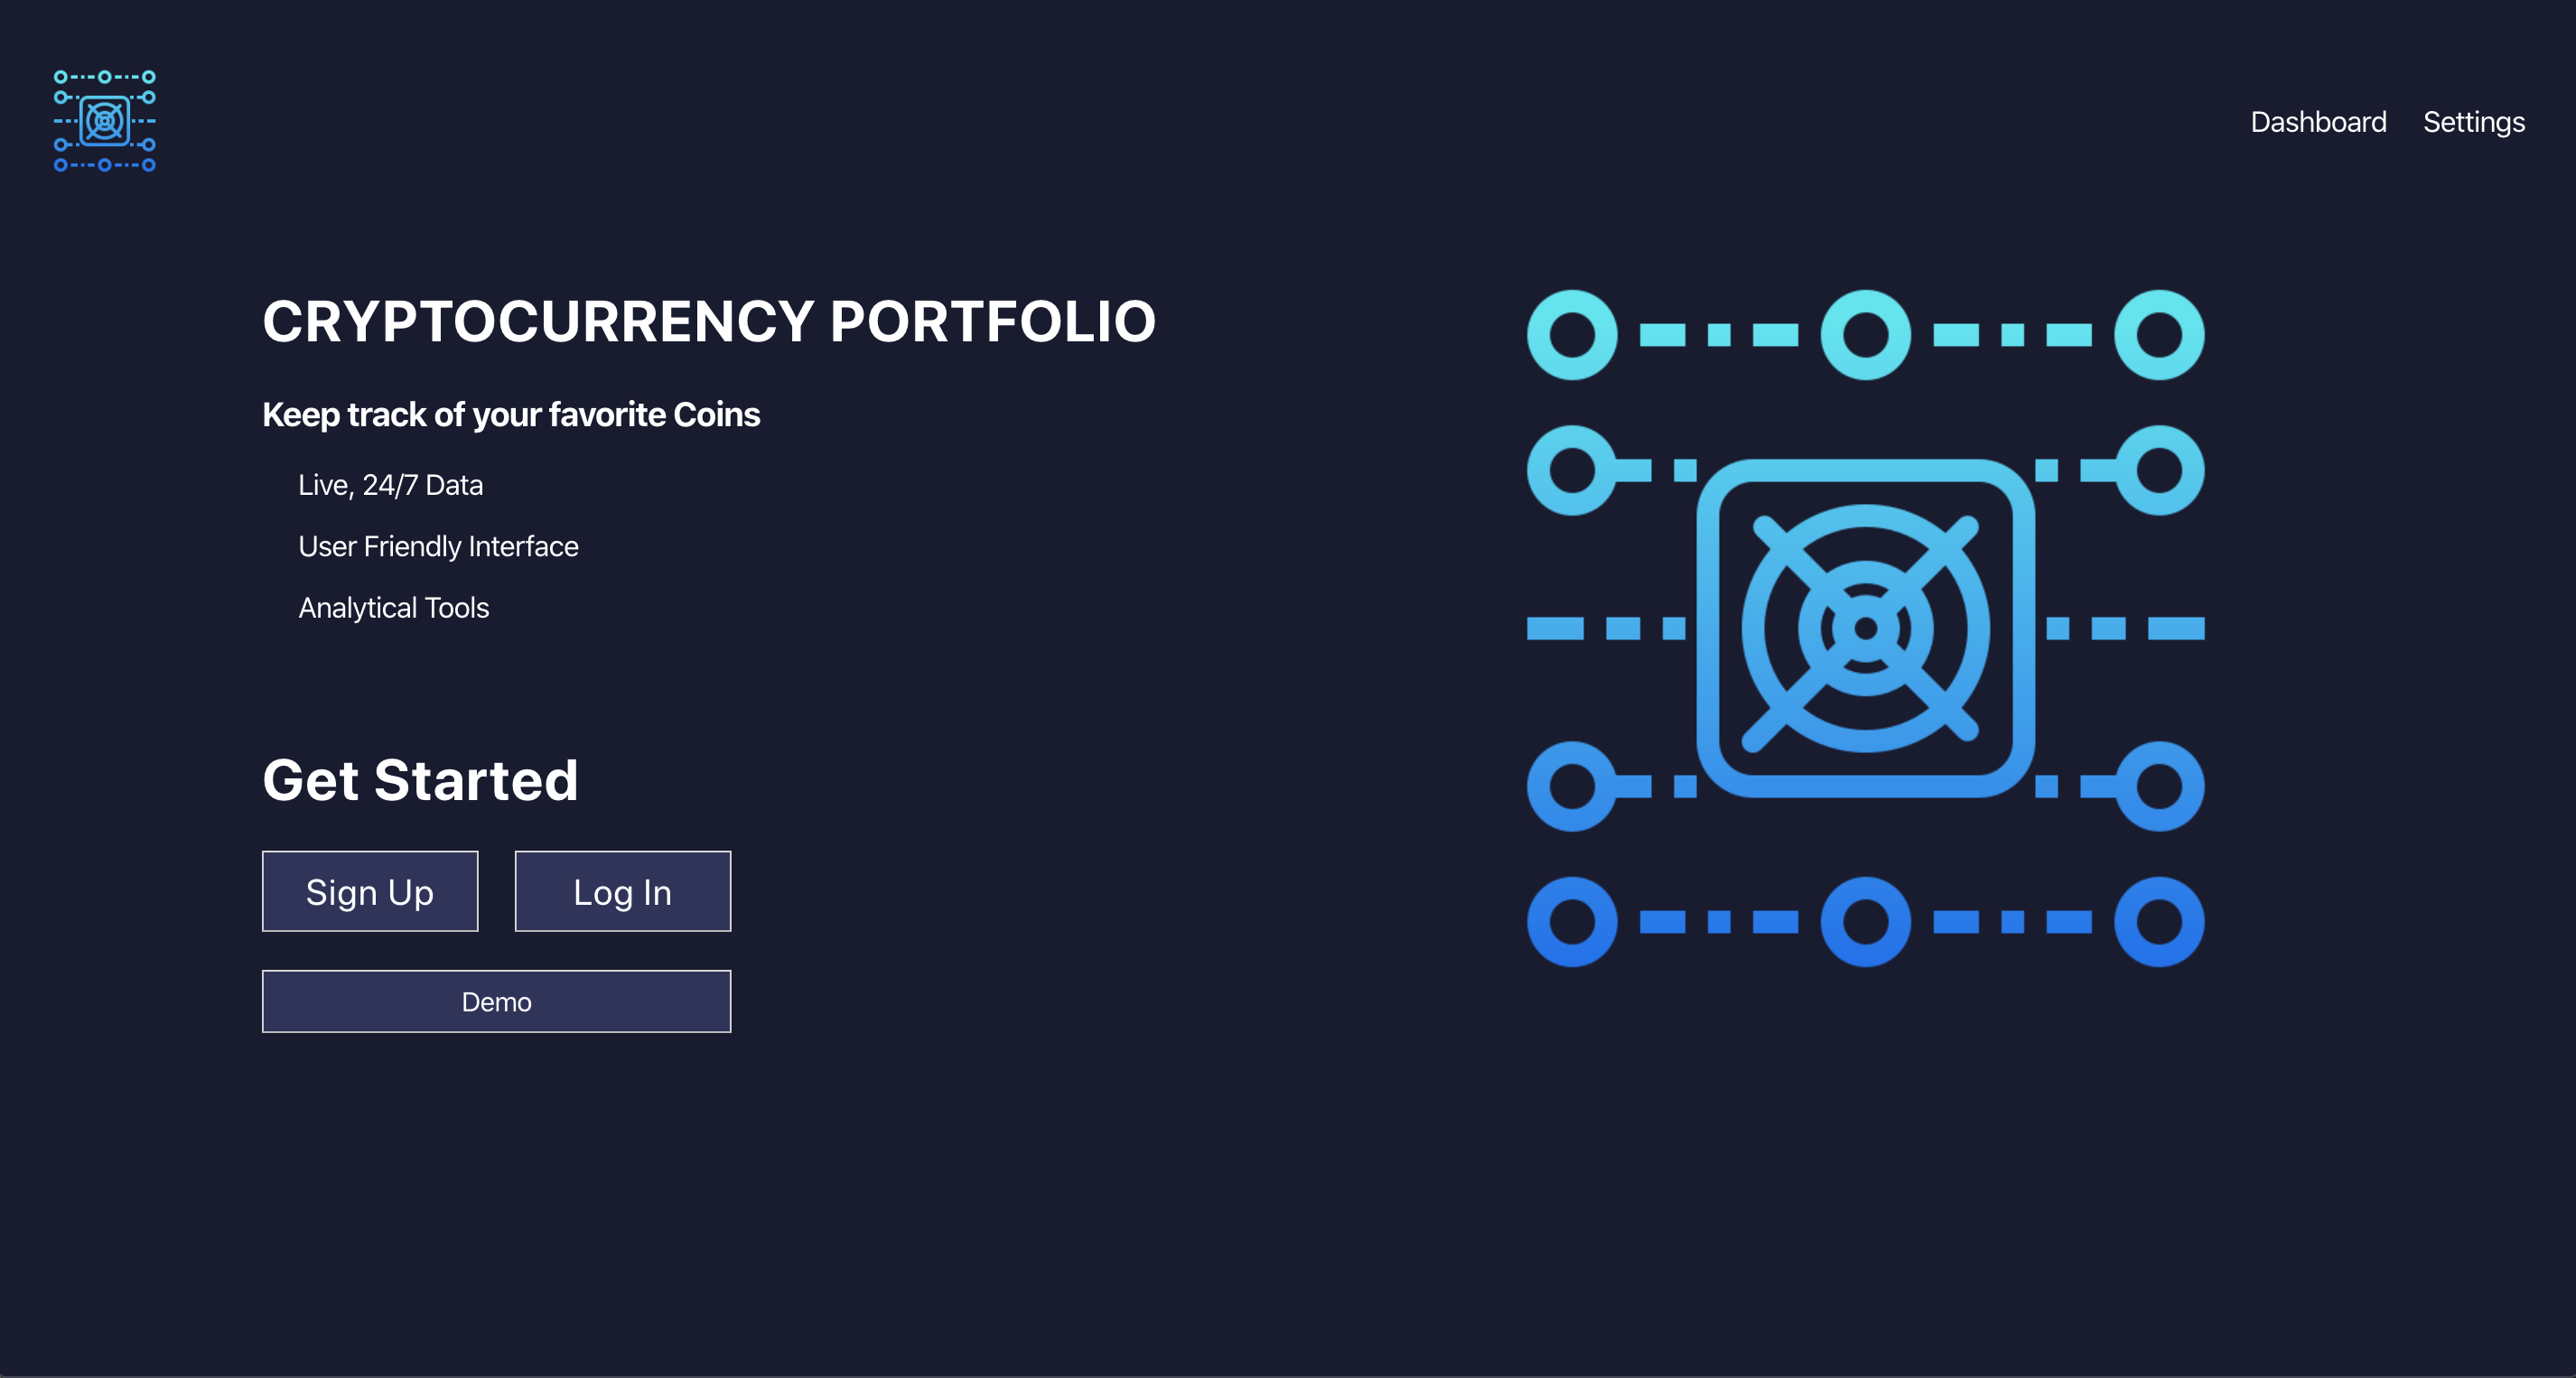 Dashboard Settings
CRYPTOCURRENCY PORTFOLIO
Keep track of your favorite Coins
Live, 24/7 Data
User Friendly Interface
Analytical Tools
Get Started
Sign Up Log In
Demo